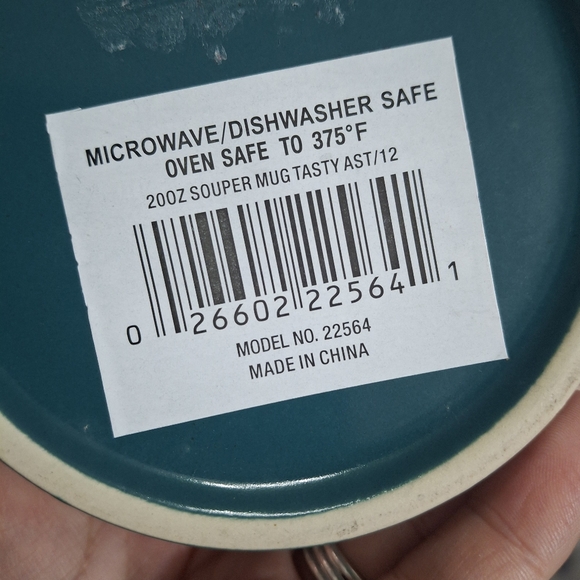 MICROWAVE/DISHWASHER SAFE
OVEN SAFE TO 375°F
20OZ SOUPER MUG TASTY AST/12
0 26602 22564 1
MODEL NO. 22564
MADE IN CHINA